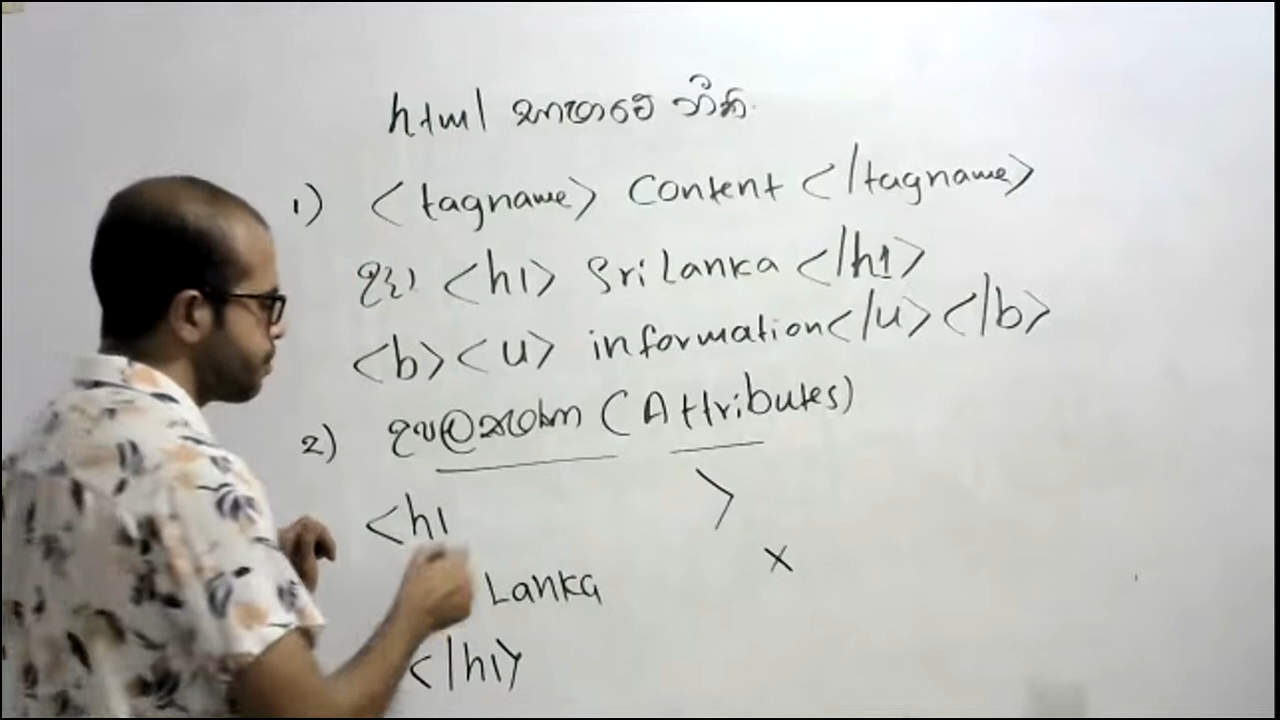 html භාෂාවේ රීති.
1) <tagname> Content </tagname>
උදා <h1> Sri Lanka </h1>
<b><u> information</u></b>
2) උපලක්ෂණ (Attributes)
<h1 >
x
Lanka
</h1>